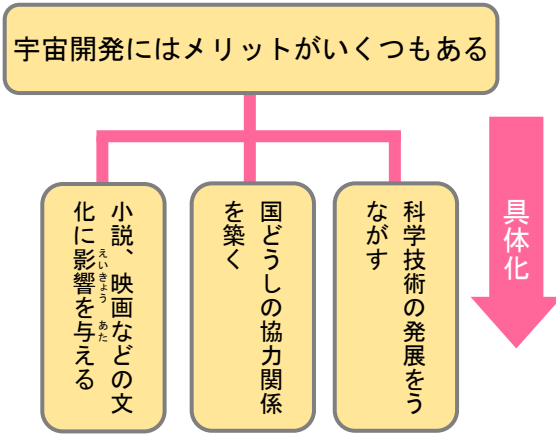 宇宙開発にはメリットがいくつもある
科学技術の発展をう
ながす
国どうしの協力関係
を築く
小説、映画などの文
化に影響を与える
えいきょう
あた
具体化